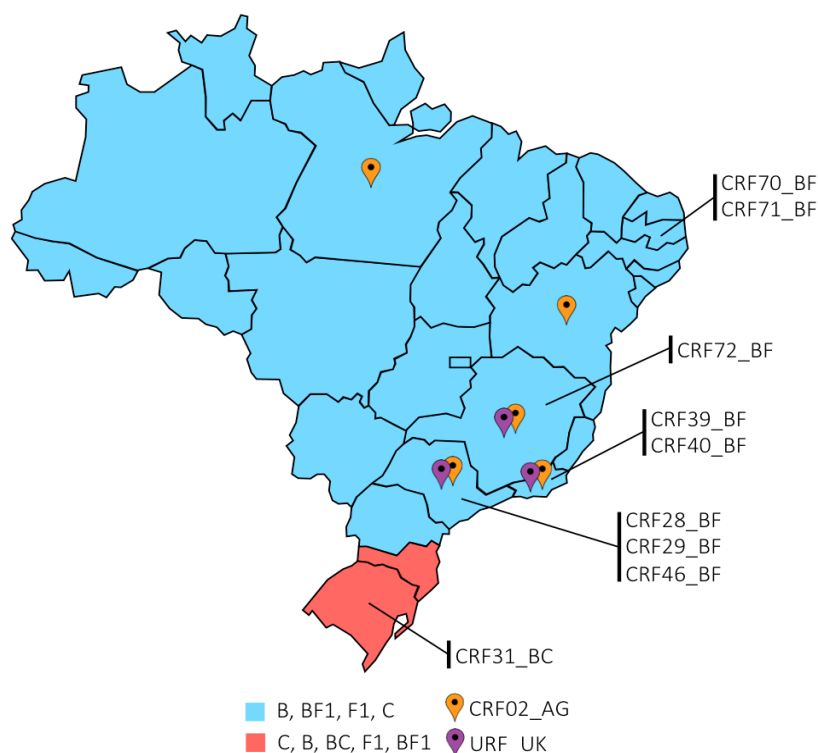 CRF70_BF
CRF71_BF
CRF72_BF
CRF39_BF
CRF40_BF
CRF28_BF
CRF29_BF
CRF46_BF
CRF31_BC
B, BF1, F1, C
CRF02_AG
C, B, BC, F1, BF1
URF_UK